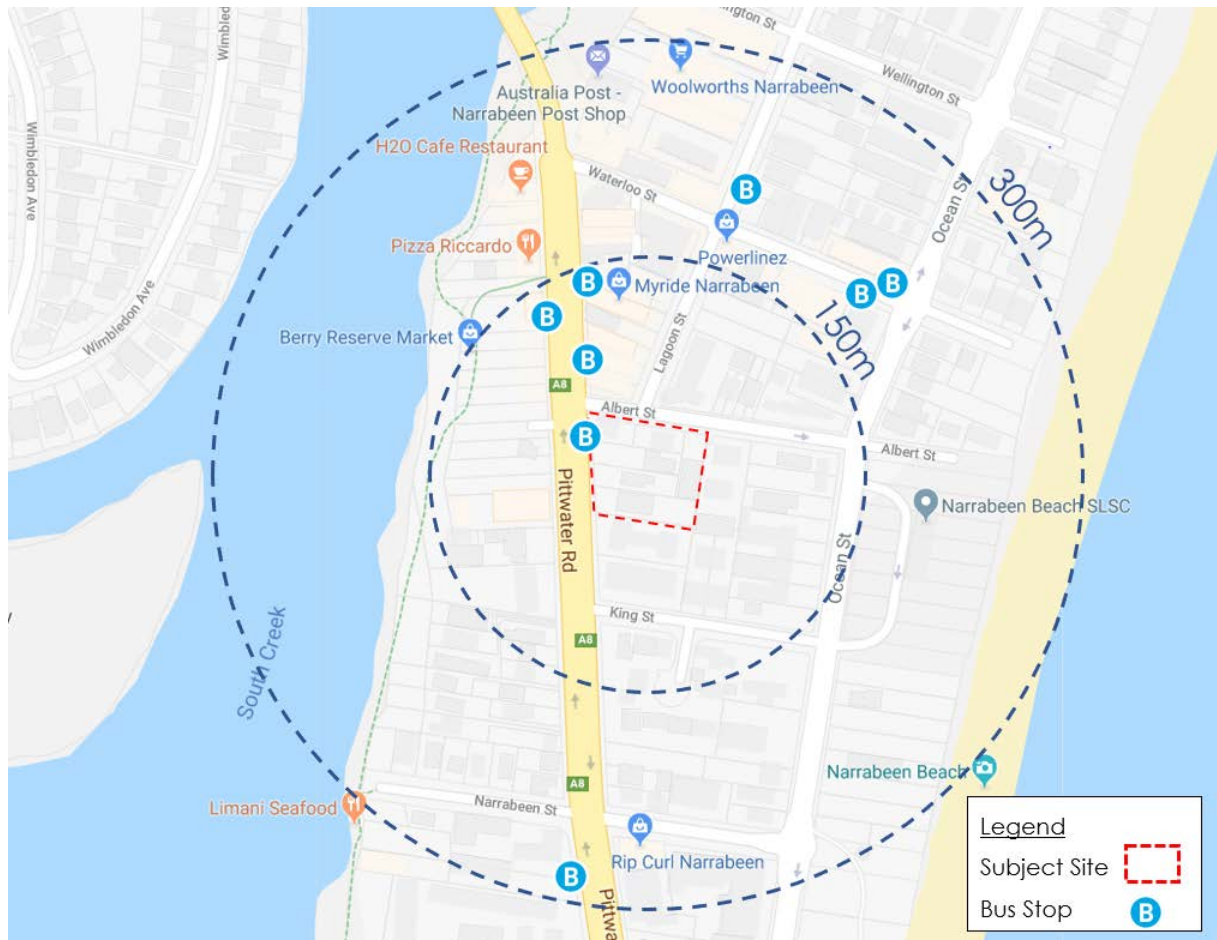 Wimbledon Ave
Wimbled
Wimbledon Ave
Australia Post -
Narrabeen Post Shop
Woolworths Narrabeen
Wellington St
H2O Cafe Restaurant
Waterloo St
B
Ocean St
300m
Pizza Riccardo
Powerlinez
B
Myride Narrabeen
B
B
150m
B
Berry Reserve Market
Lagoon St
B
A8
Albert St
B
Albert St
Pittwater Rd
Narrabeen Beach SLSC
Ocean St
King St
A8
South Creek
Narrabeen Beach
A8
Limani Seafood
Narrabeen St
Rip Curl Narrabeen
B
Pittwa
Legend
Subject Site
Bus Stop
B